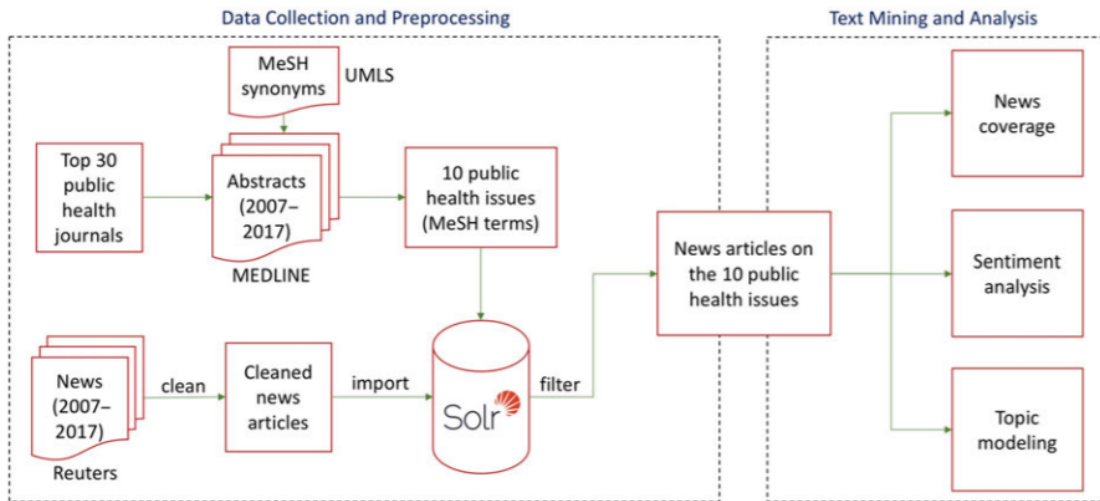 Data Collection and Preprocessing
Text Mining and Analysis
MeSH
synonyms
UMLS
Top 30
public
health
journals
Abstracts
(2007–
2017)
MEDLINE
10 public
health issues
(MeSH terms)
News articles on
the 10 public
health issues
News
coverage
Sentiment
analysis
Topic
modeling
News
(2007–
2017)
Reuters
clean
Cleaned
news
articles
import
Solr
filter